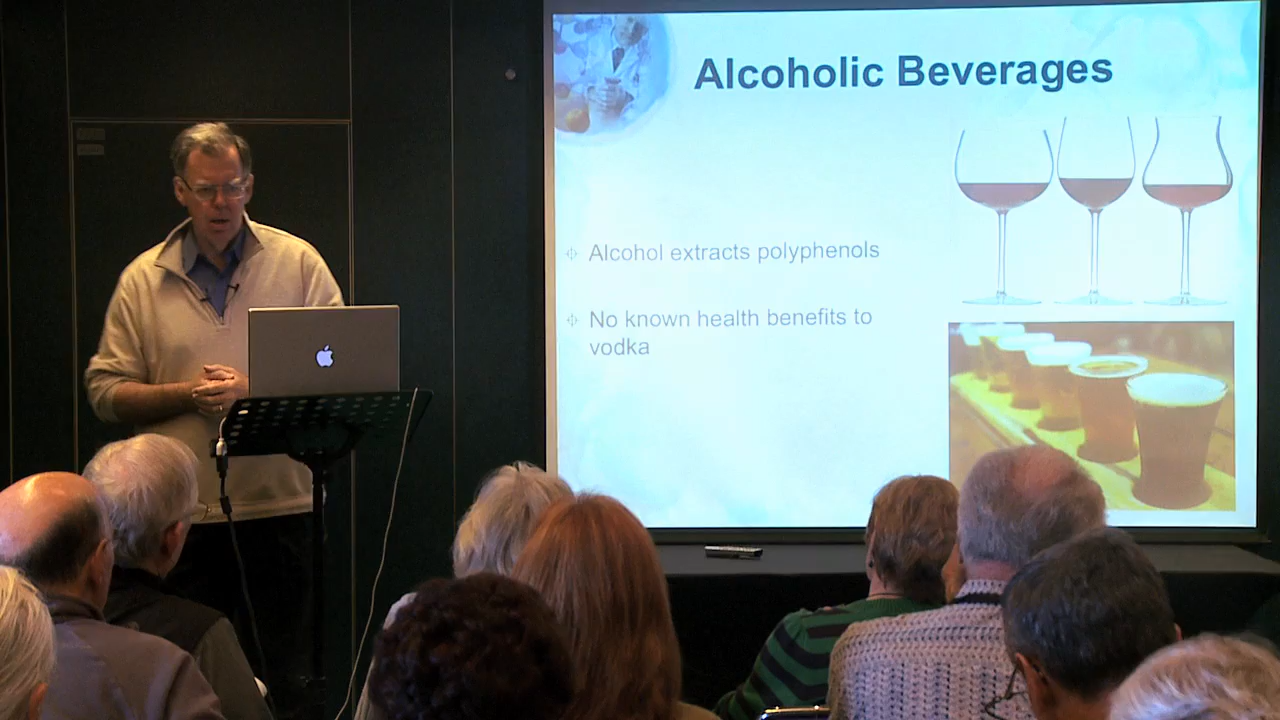 Alcoholic Beverages
Alcohol extracts polyphenols
No known health benefits to
vodka